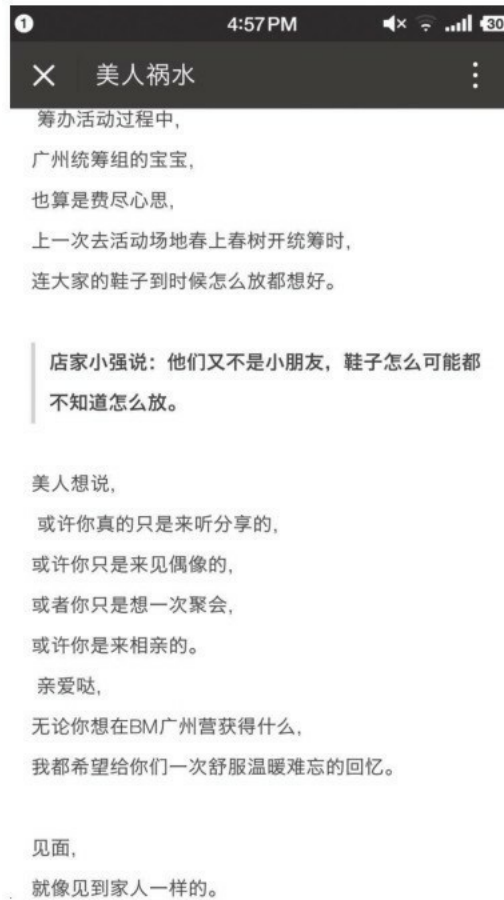 1
4:57 PM
30
美人祸水
筹办活动过程中,
广州统筹组的宝宝,
也算是费尽心思,
上一次去活动场地春上春树开统筹时,
连大家的鞋子到时候怎么放都想好。
店家小强说：他们又不是小朋友，鞋子怎么可能都
不知道怎么放。
美人想说,
或许你真的只是来听分享的,
或许你只是来见偶像的,
或者你只是想一次聚会,
或许你是来相亲的。
亲爱哒,
无论你想在BM广州营获得什么,
我都希望给你们一次舒服温暖难忘的回忆。
见面,
就像见到家人一样的。